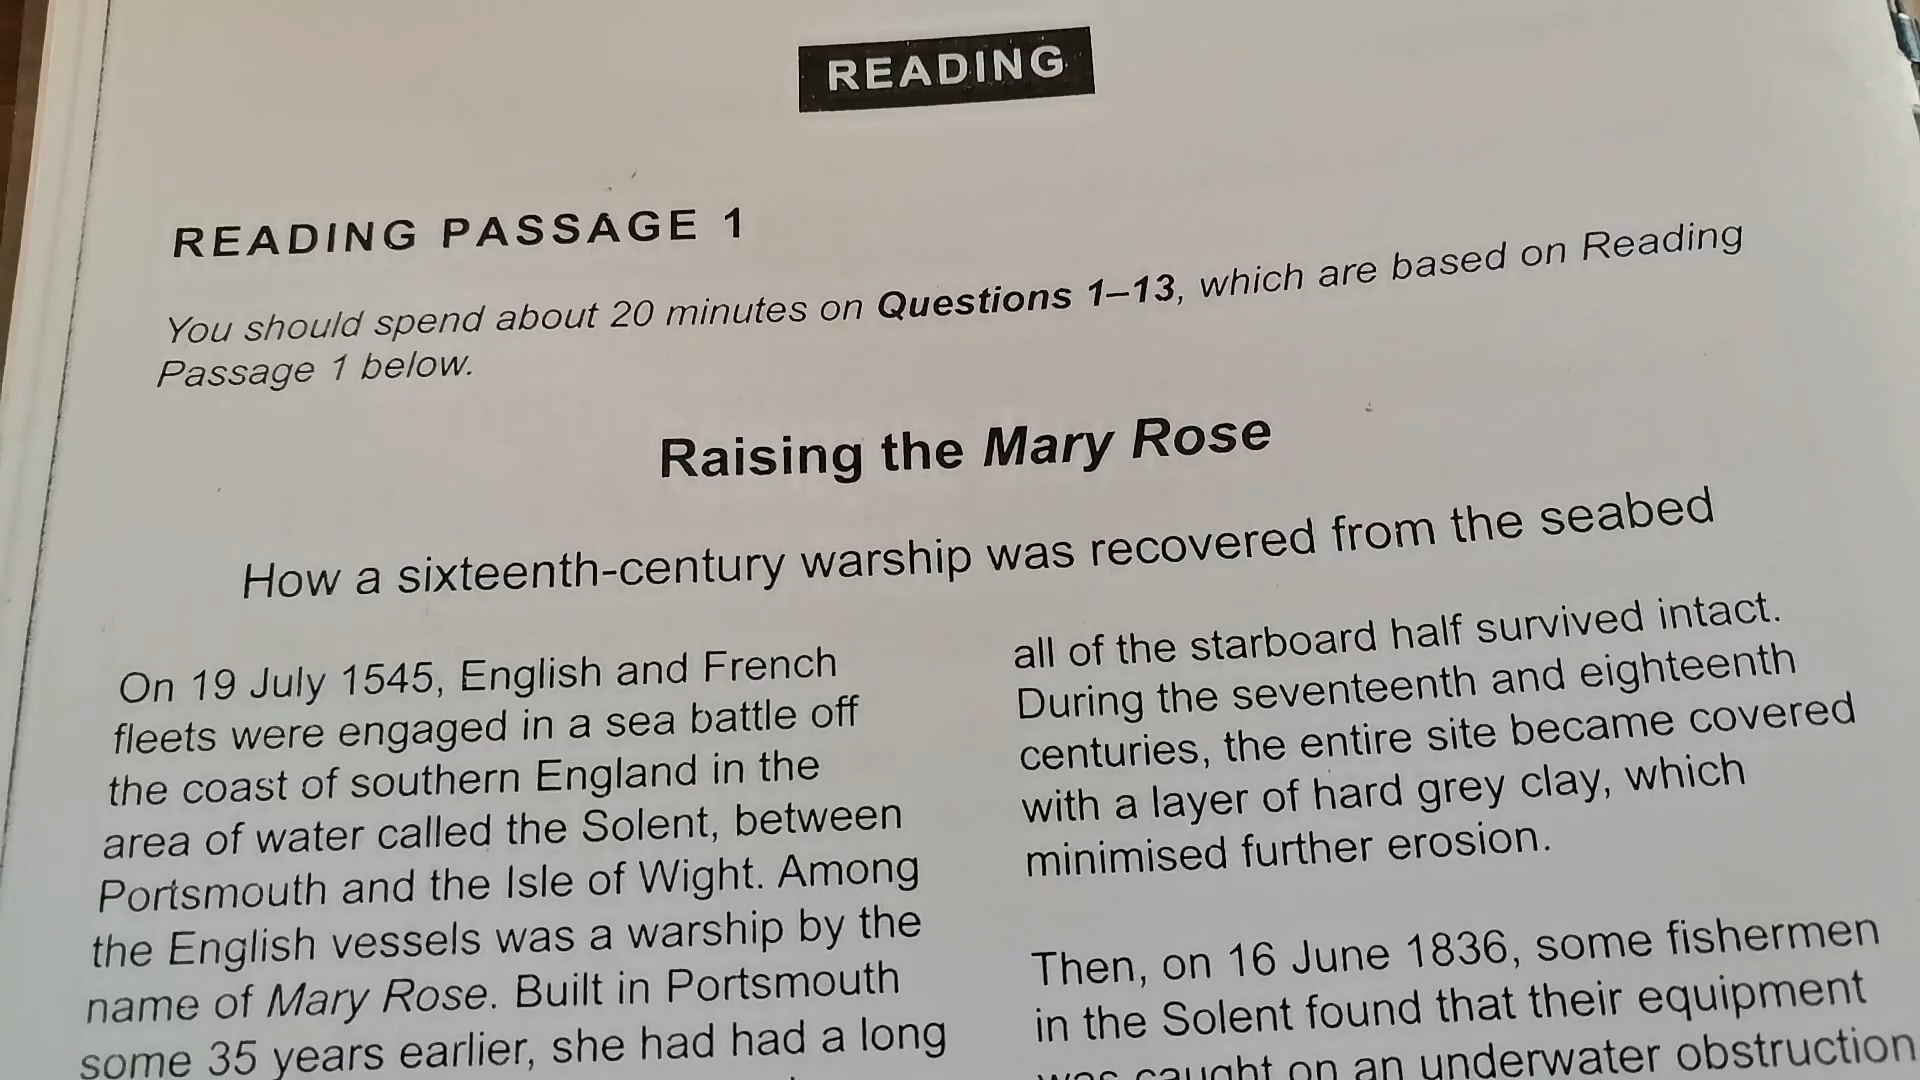 READING
READING PASSAGE 1
You should spend about 20 minutes on Questions 1–13, which are based on Reading
Passage 1 below.
Raising the Mary Rose
How a sixteenth-century warship was recovered from the seabed
On 19 July 1545, English and French
fleets were engaged in a sea battle off
the coast of southern England in the
area of water called the Solent, between
Portsmouth and the Isle of Wight. Among
the English vessels was a warship by the
name of Mary Rose. Built in Portsmouth
some 35 years earlier, she had had a long
all of the starboard half survived intact.
During the seventeenth and eighteenth
centuries, the entire site became covered
with a layer of hard grey clay, which
minimised further erosion.
Then, on 16 June 1836, some fishermen
in the Solent found that their equipment
was caught on an underwater obstruction